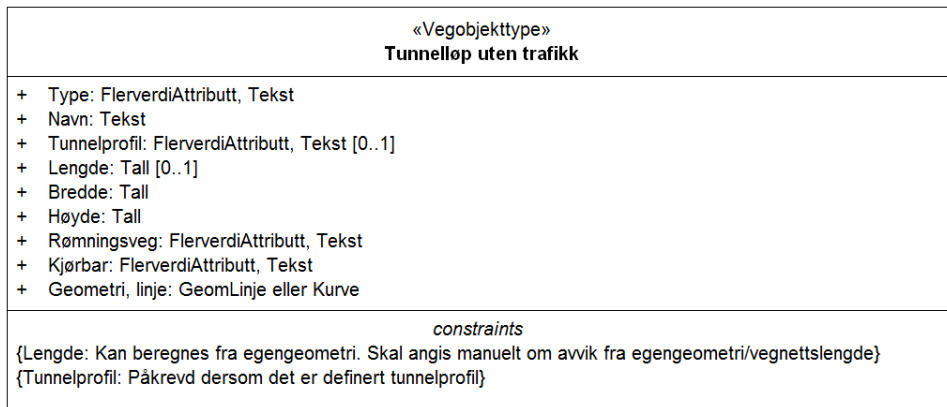 «Vegobjekttype»
Tunnelløp uten trafikk
+ Type: FlerverdiAttributt, Tekst
+ Navn: Tekst
+ Tunnelprofil: FlerverdiAttributt, Tekst [0..1]
+ Lengde: Tall [0..1]
+ Bredde: Tall
+ Høyde: Tall
+ Rømningsveg: FlerverdiAttributt, Tekst
+ Kjørbar: FlerverdiAttributt, Tekst
+ Geometri, linje: GeomLinje eller Kurve
constraints
{Lengde: Kan beregnes fra egengeometri. Skal angis manuelt om avvik fra egengeometri/vegnettslengde}
{Tunnelprofil: Påkrevd dersom det er definert tunnelprofil}